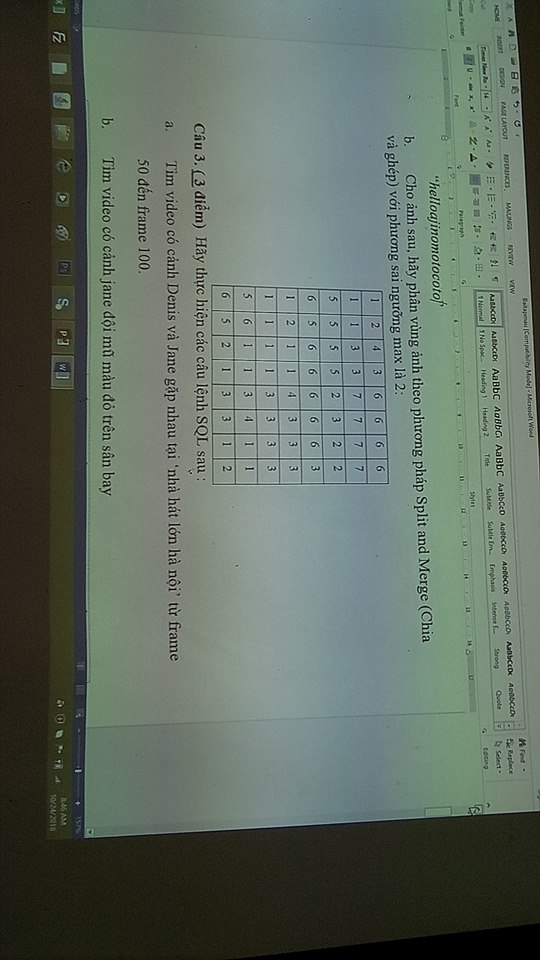 Baitapmau [Compatibility Mode] - Microsoft Word
HOME INSERT DESIGN PAGE LAYOUT REFERENCES MAILINGS REVIEW VIEW
Find
Replace
Select
Times New Ro 14
AaBbCcDc AaBbCcDc AaBbC AaBbCc AaBbC AaBbCcD AaBbCcDc AaBbCcDc AaBbCcDc AaBbCcDc AaBbCcDc
¶ Normal ¶ No Spac... Heading 1 Heading 2 Title Subtitle Subtle Em... Emphasis Intense E... Strong Quote
Format Painter
Font Paragraph Styles Editing
"helloajinomotocotof"
b. Cho ảnh sau, hãy phân vùng ảnh theo phương pháp Split and Merge (Chia
và ghép) với phương sai ngưỡng max là 2:
1 2 4 3 6 6 6 6
1 1 3 3 7 7 7 7
5 5 5 5 2 3 2 2
6 5 6 6 6 6 6 3
1 2 1 1 4 3 3 3
1 1 1 1 3 3 3 3
5 6 1 1 3 4 1 1
6 5 2 1 3 3 1 2
Câu 3. ( 3 điểm) Hãy thực hiện các câu lệnh SQL sau :
a. Tìm video có cảnh Denis và Jane gặp nhau tại 'nhà hát lớn hà nội' từ frame
50 đến frame 100.
b. Tìm video có cảnh jane đội mũ màu đỏ trên sân bay
157%
8:46 AM
10/24/2018